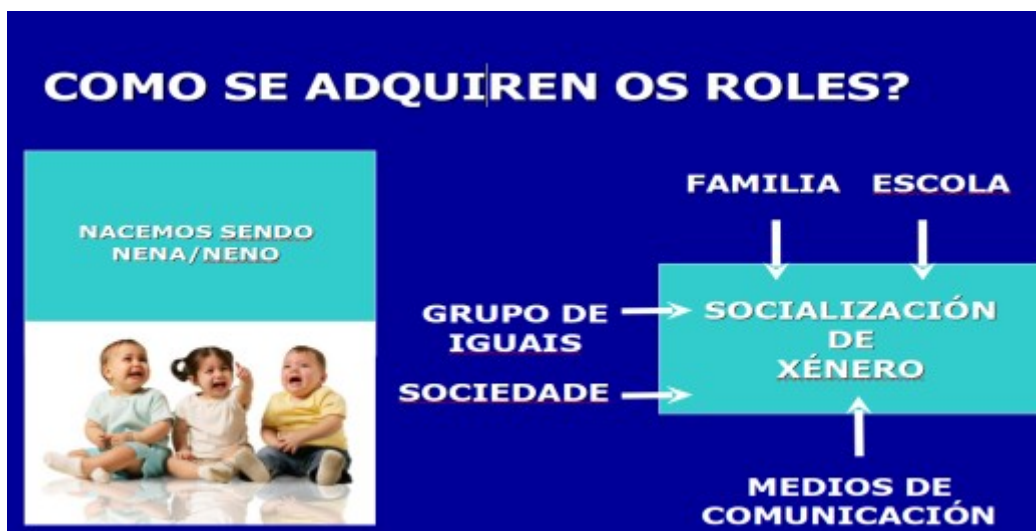 COMO SE ADQUIREN OS ROLES?
NACEMOS SENDO
NENA/NENO
FAMILIA
ESCOLA
GRUPO DE
IGUAIS
SOCIEDADE
SOCIALIZACIÓN
DE
XÉNERO
MEDIOS DE
COMUNICACIÓN